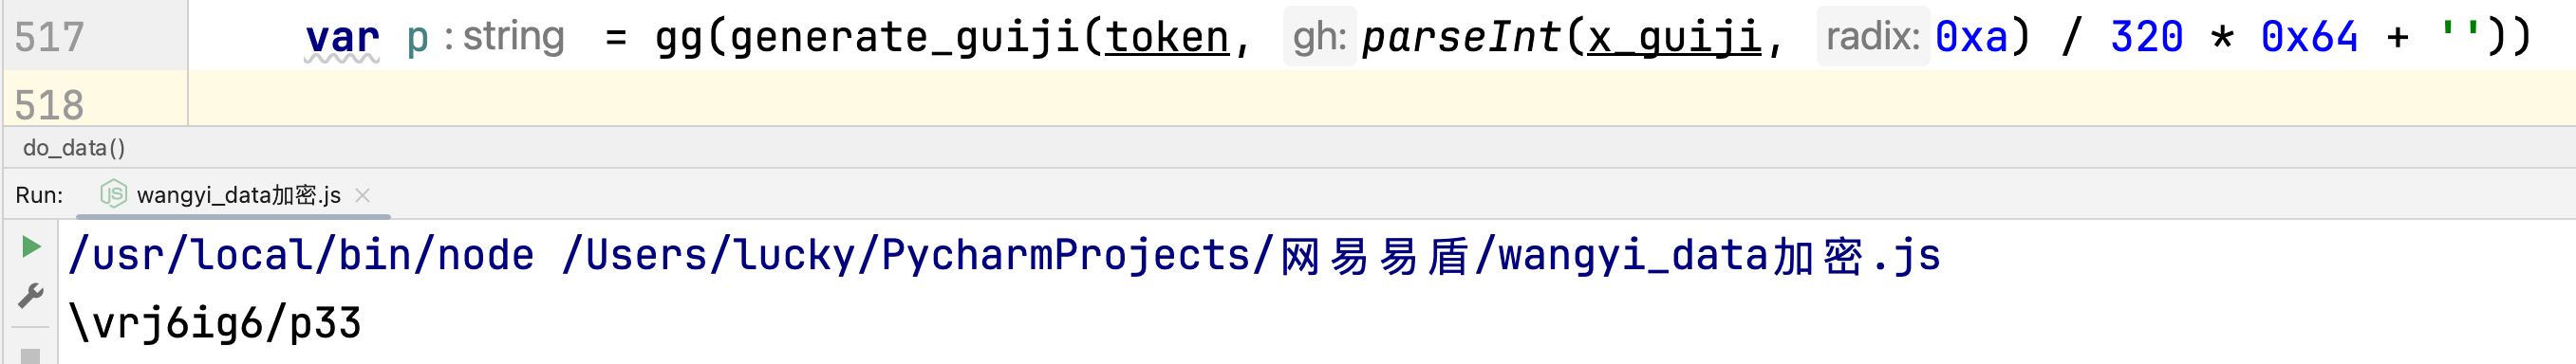 517 var p : string = gg(generate_guiji(token, gh: parseInt(x_guiji, radix: 0xa) / 320 * 0x64 + ''))
518
do_data()
Run: wangyi_data加密.js
/usr/local/bin/node /Users/lucky/PycharmProjects/网易易盾/wangyi_data加密.js
\vrj6ig6/p33